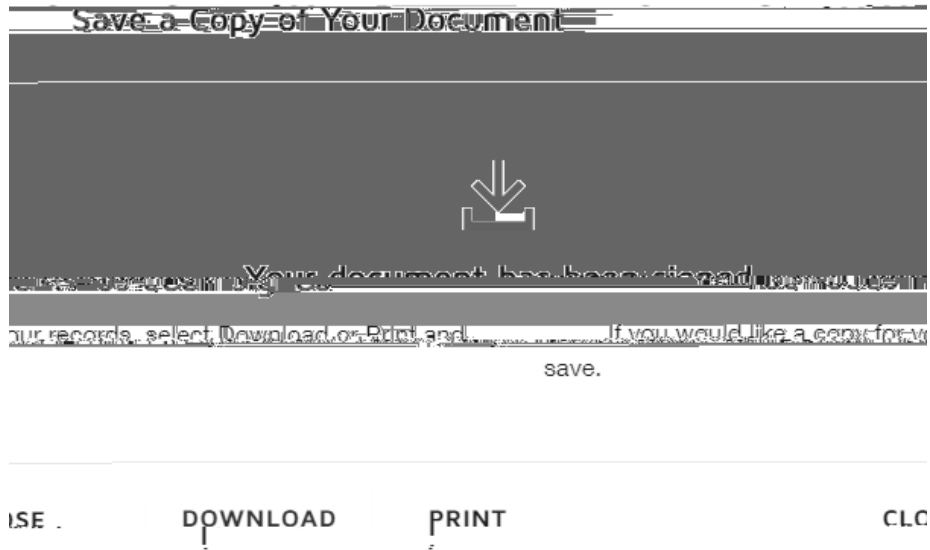 Save a Copy of Your Document
Your document has been signed
our records, select Download or Print and If you would like a copy for
save.
DOWNLOAD PRINT